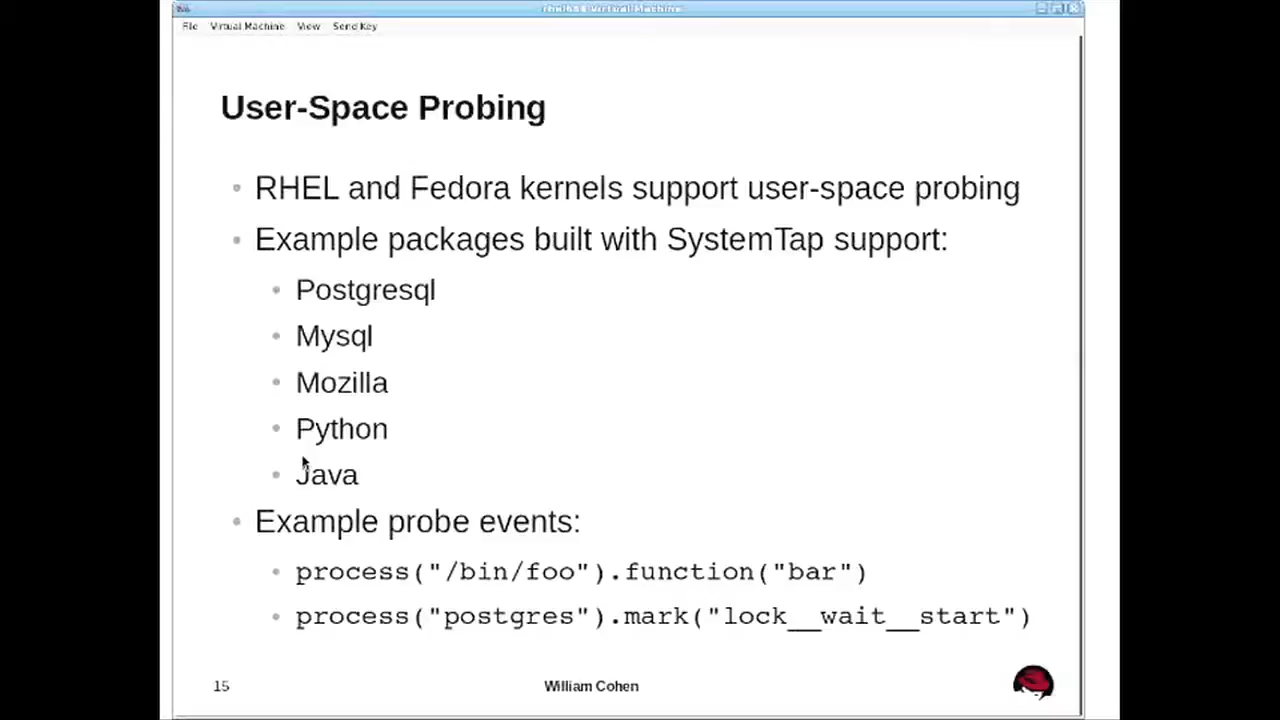 File Virtual Machine View Send Key
User-Space Probing
RHEL and Fedora kernels support user-space probing
Example packages built with SystemTap support:
Postgresql
Mysql
Mozilla
Python
Java
Example probe events:
process("/bin/foo").function("bar")
process("postgres").mark("lock__wait__start")
15 William Cohen